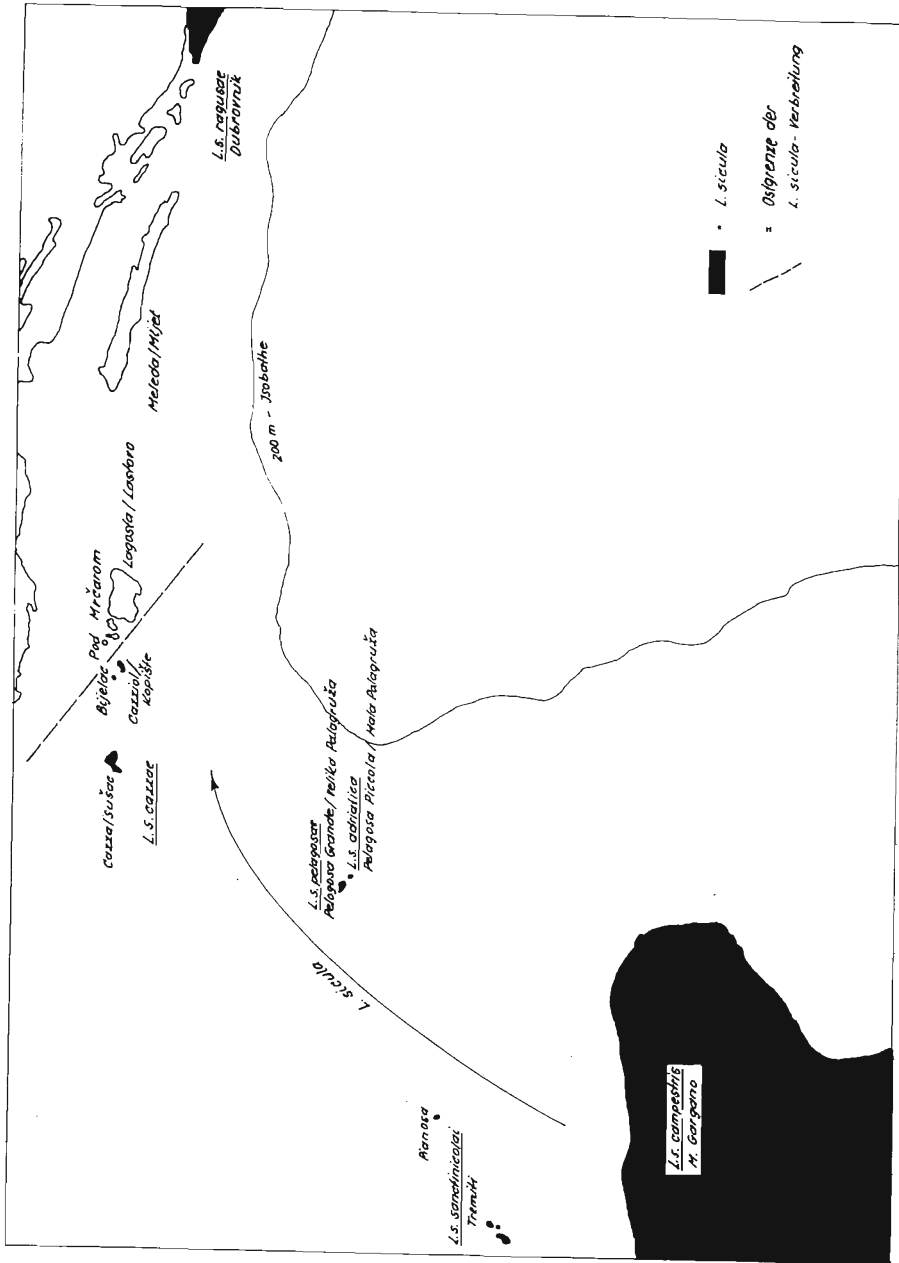 L.s. ragusae
Dubrovnik
Meleda/Mljet
Lagosta/Lastovo
Pod Mrčarom
Bijelac
Cazziol/
Kopište
Cazza/Sušac
L.s. cazzae
200 m - Isobathe
L.s. pelagosae
Pelagosa Grande/Velika Palagruža
L.s. adriatica
Pelagosa Piccola/Mala Palagruža
L. sicula
Pianosa
L.s. sanctinicolai
Tremiti
L.s. campestris
M. Gargano
• L. sicula
= Ostgrenze der
L. sicula-Verbreitung